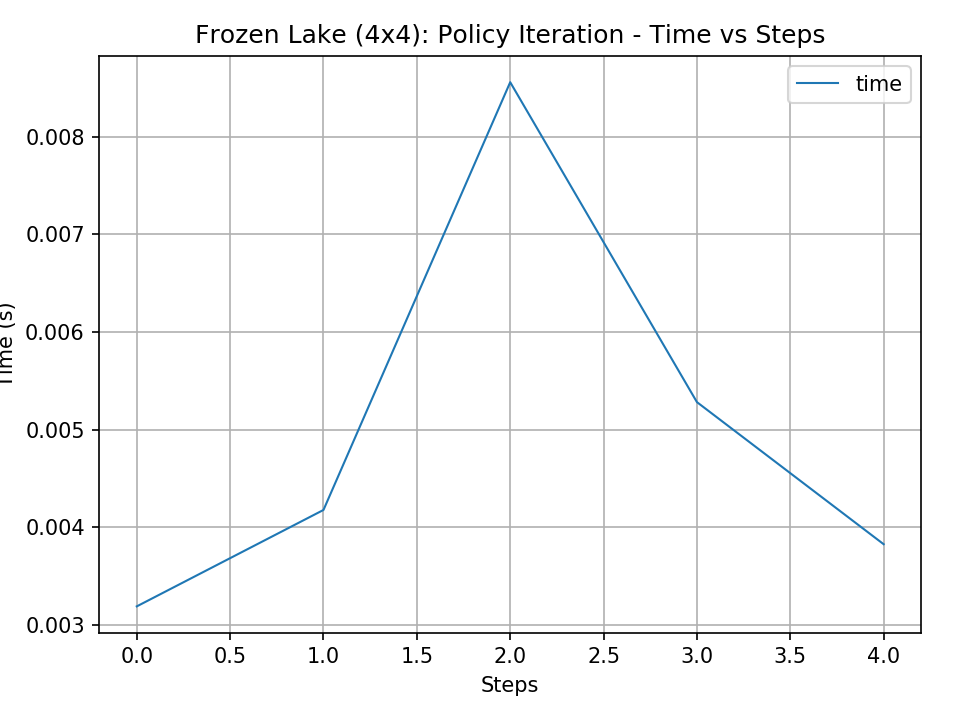 Frozen Lake (4x4): Policy Iteration - Time vs Steps
time
0.008
0.007
0.006
0.005
0.004
0.003
Time (s)
0.0 0.5 1.0 1.5 2.0 2.5 3.0 3.5 4.0
Steps